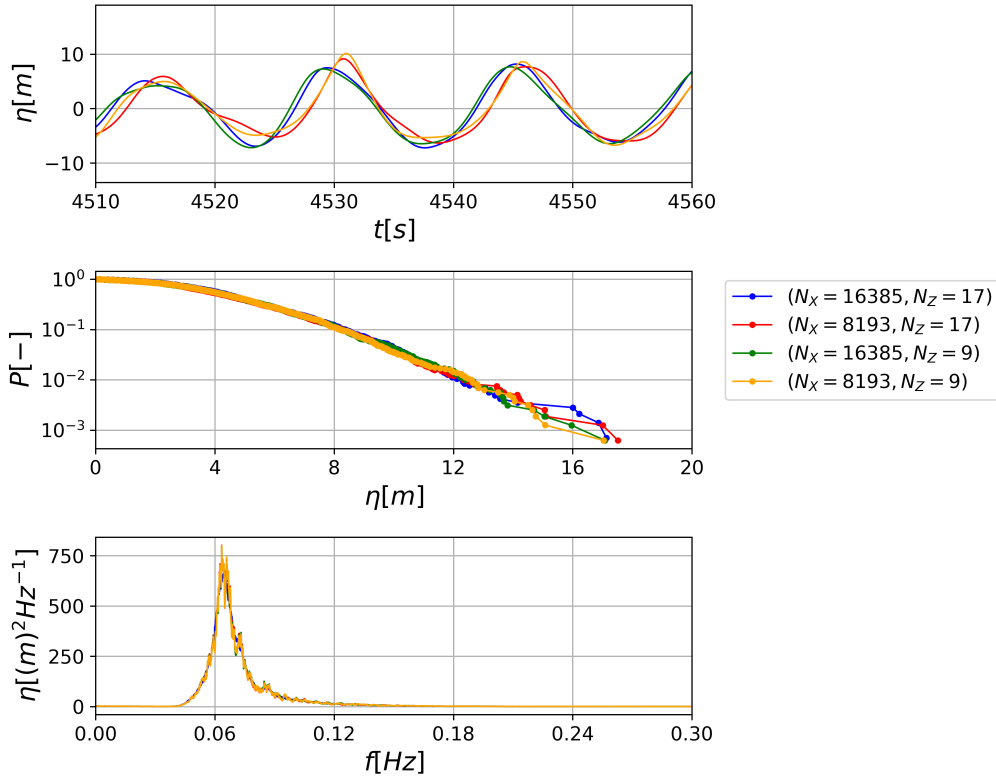 η[m]
10
0
−10
4510 4520 4530 4540 4550 4560
t[s]
P[−]
10⁰
10⁻¹
10⁻²
10⁻³
0 4 8 12 16 20
η[m]
(N_X = 16385, N_Z = 17)
(N_X = 8193, N_Z = 17)
(N_X = 16385, N_Z = 9)
(N_X = 8193, N_Z = 9)
η[(m)²Hz⁻¹]
750
500
250
0
0.00 0.06 0.12 0.18 0.24 0.30
f[Hz]